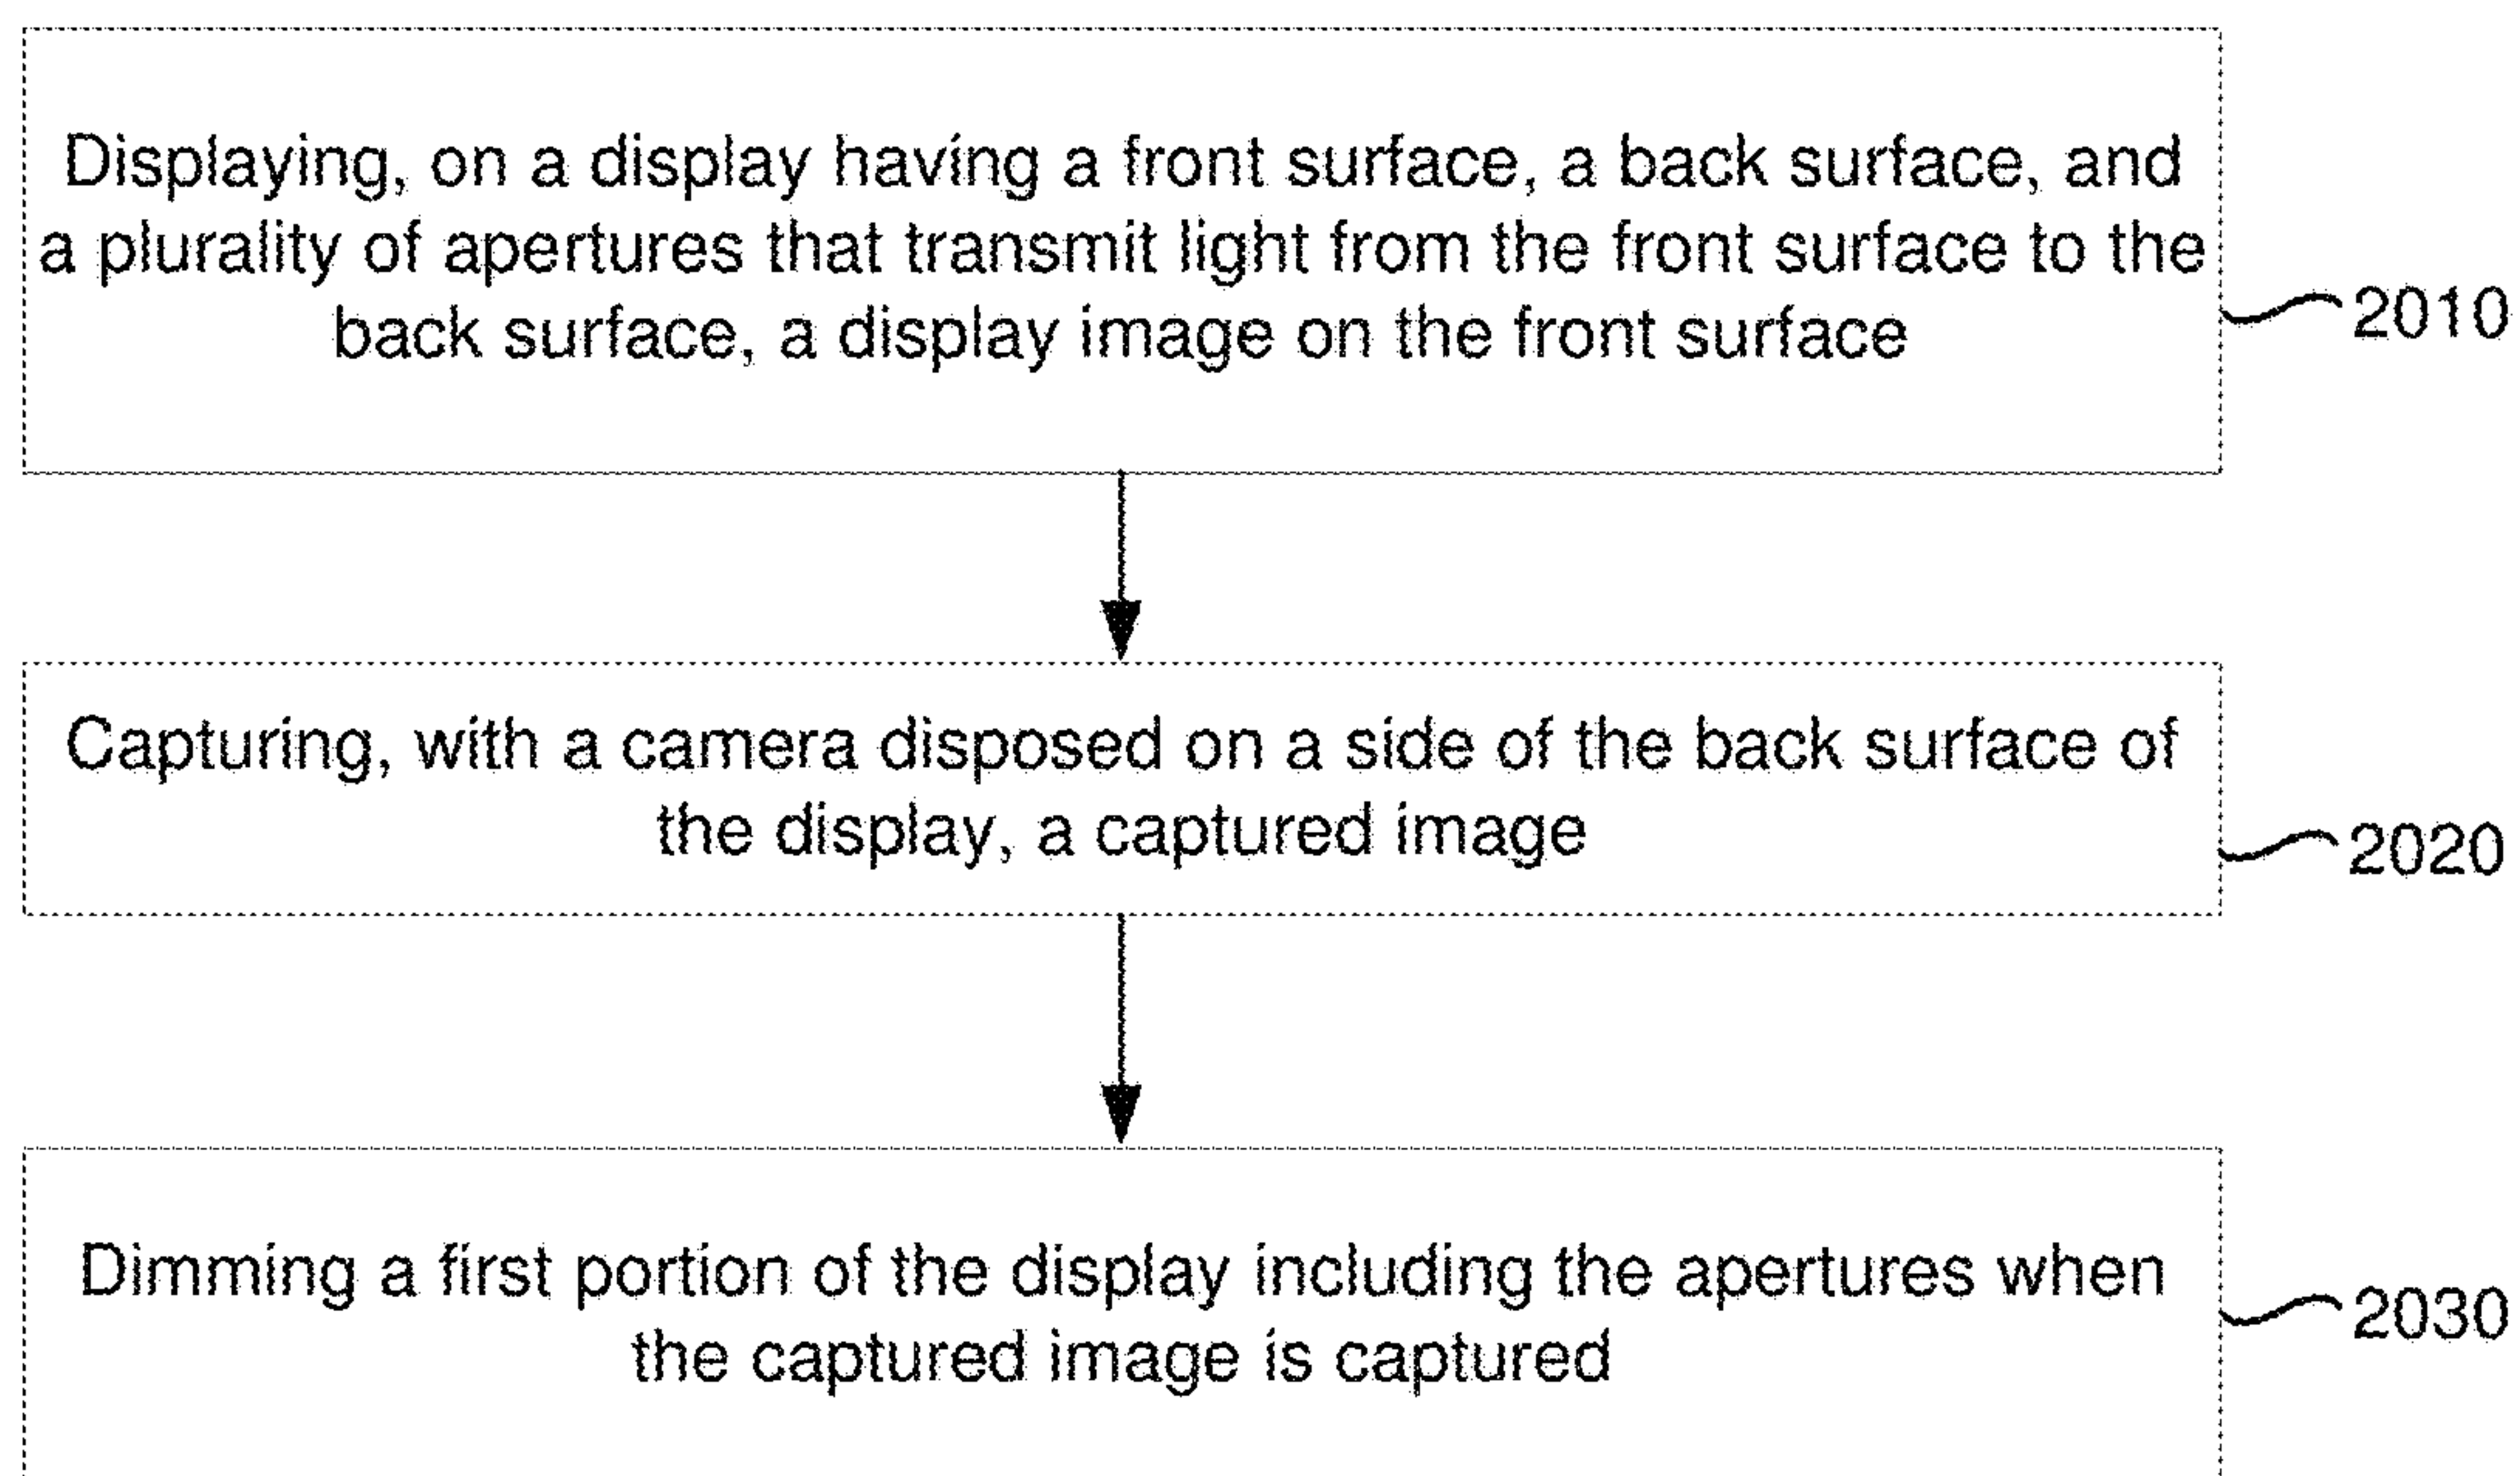 Displaying, on a display having a front surface, a back surface, and
a plurality of apertures that transmit light from the front surface to the
back surface, a display image on the front surface
2010
Capturing, with a camera disposed on a side of the back surface of
the display, a captured image
2020
Dimming a first portion of the display including the apertures when
the captured image is captured
2030